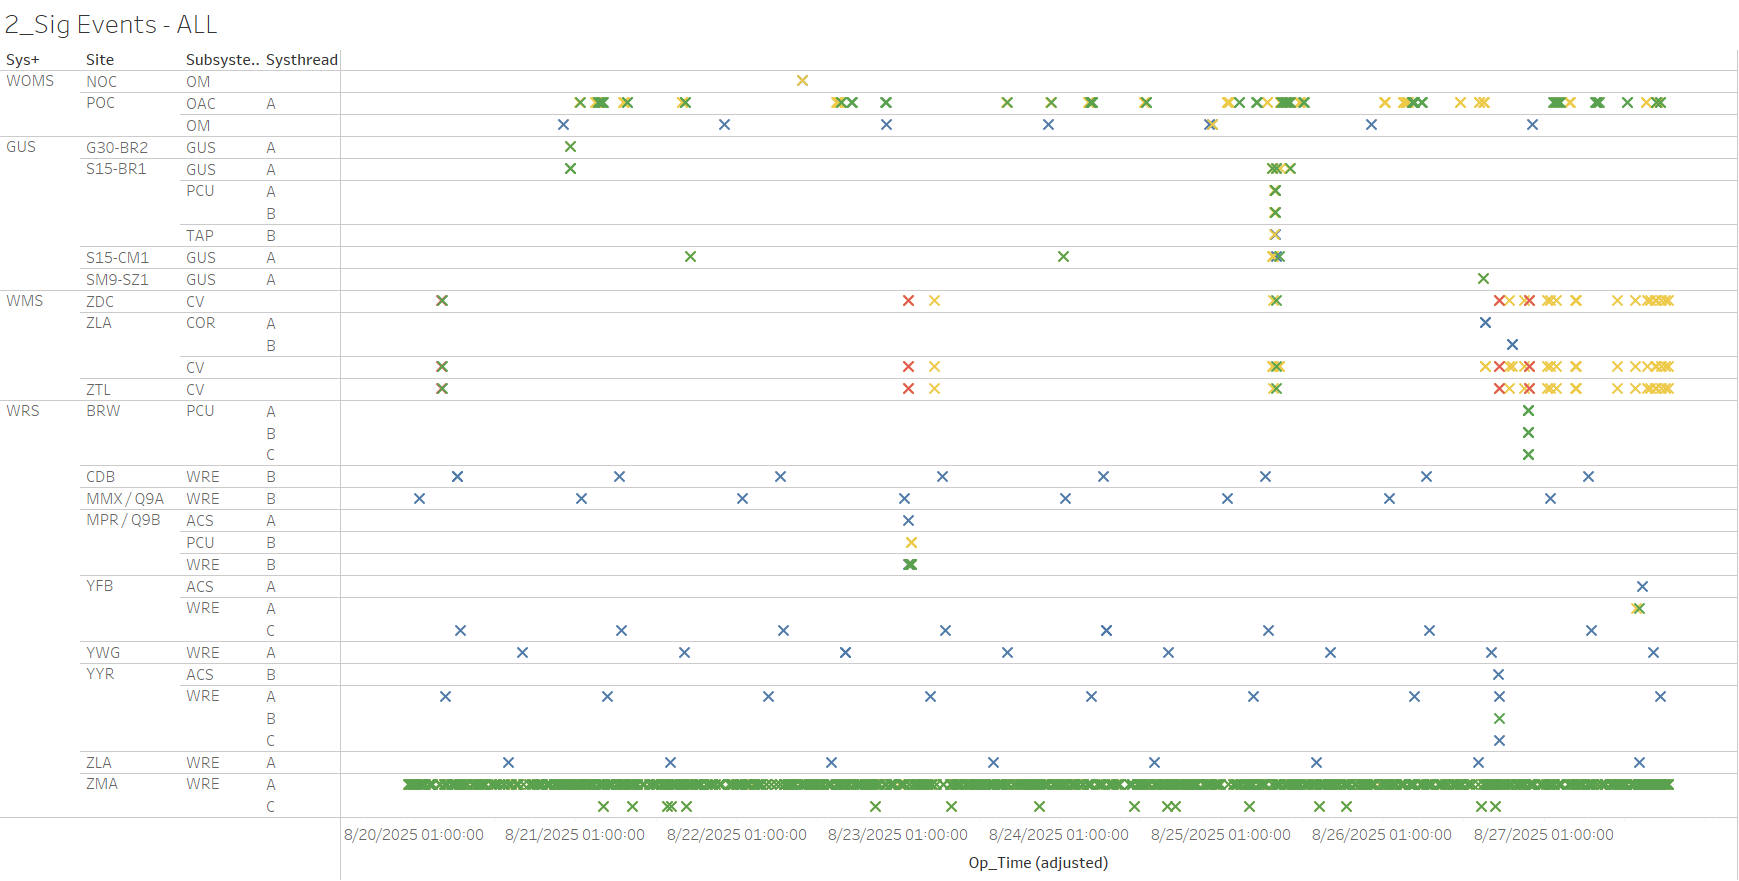 2_Sig Events - ALL
Sys+ Site Subsyste.. Systhread
WOMS NOC OM
POC OAC A
OM
GUS G30-BR2 GUS A
S15-BR1 GUS A
PCU A
B
TAP B
S15-CM1 GUS A
SM9-SZ1 GUS A
WMS ZDC CV
ZLA COR A
B
CV
ZTL CV
WRS BRW PCU A
B
C
CDB WRE B
MMX / Q9A WRE B
MPR / Q9B ACS A
PCU B
WRE B
YFB ACS A
WRE A
C
YWG WRE A
YYR ACS B
WRE A
B
C
ZLA WRE A
ZMA WRE A
C
8/20/2025 01:00:00 8/21/2025 01:00:00 8/22/2025 01:00:00 8/23/2025 01:00:00 8/24/2025 01:00:00 8/25/2025 01:00:00 8/26/2025 01:00:00 8/27/2025 01:00:00
Op_Time (adjusted)